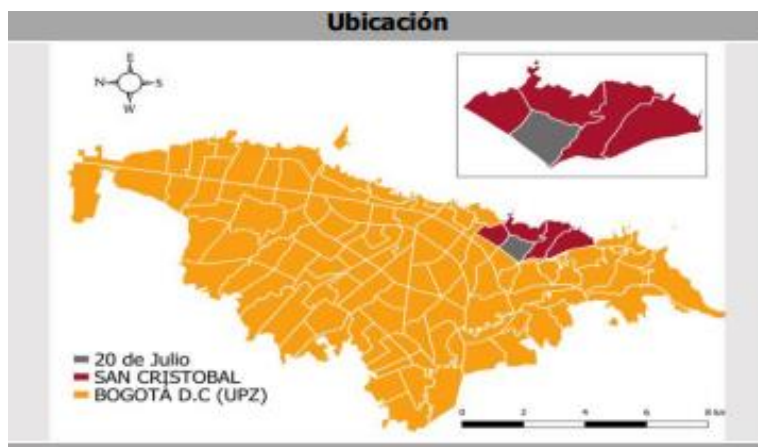 Ubicación
E
N S
W
20 de Julio
SAN CRISTOBAL
BOGOTÁ D.C (UPZ)
0 2 4 6 8 km